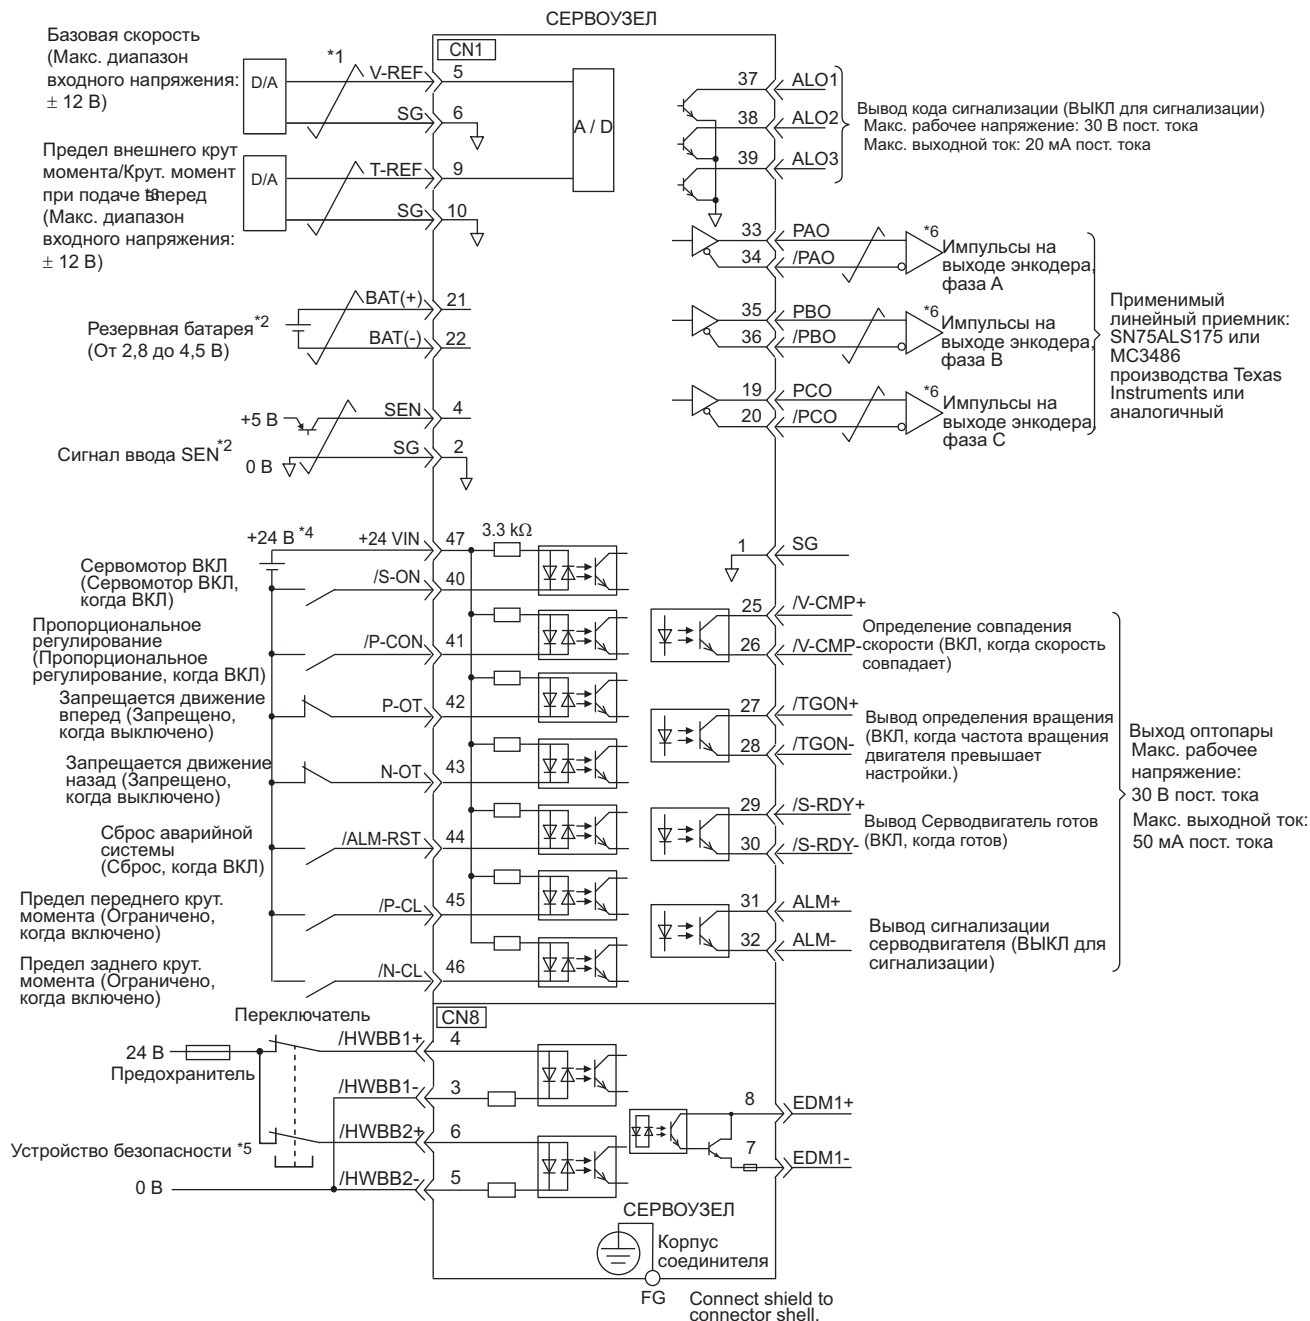 СЕРВОУЗЕЛ
CN1
Базовая скорость
(Макс. диапазон
входного напряжения:
± 12 В)
D/A
*1
V-REF
5
SG
6
A / D
Предел внешнего крут
момента/Крут. момент
при подаче вперед
*3
(Макс. диапазон
входного напряжения:
± 12 В)
D/A
T-REF
9
SG
10
Резервная батарея*2
(От 2,8 до 4,5 В)
BAT(+)
21
BAT(-)
22
+5 В
SEN
4
Сигнал ввода SEN*2
0 В
SG
2
37
ALO1
38
ALO2
39
ALO3
Вывод кода сигнализации (ВЫКЛ для сигнализации)
Макс. рабочее напряжение: 30 В пост. тока
Макс. выходной ток: 20 мА пост. тока
33
PAO
34
/PAO
*6
Импульсы на
выходе энкодера,
фаза A
35
PBO
36
/PBO
*6
Импульсы на
выходе энкодера,
фаза B
19
PCO
20
/PCO
*6
Импульсы на
выходе энкодера,
фаза C
Применимый
линейный приемник:
SN75ALS175 или
MC3486
производства Texas
Instruments или
аналогичный
+24 В *4
+24 VIN
47
3.3 kΩ
Сервомотор ВКЛ
(Сервомотор ВКЛ,
когда ВКЛ)
/S-ON
40
Пропорциональное
регулирование
(Пропорциональное
регулирование, когда ВКЛ)
/P-CON
41
Запрещается движение
вперед (Запрещено,
когда выключено)
P-OT
42
Запрещается движение
назад (Запрещено,
когда выключено)
N-OT
43
Сброс аварийной
системы
(Сброс, когда ВКЛ)
/ALM-RST
44
Предел переднего крут.
момента (Ограничено,
когда включено)
/P-CL
45
Предел заднего крут.
момента (Ограничено,
когда включено)
/N-CL
46
1
SG
25
/V-CMP+
26
/V-CMP-
Определение совпадения
скорости (ВКЛ, когда скорость
совпадает)
27
/TGON+
28
/TGON-
Вывод определения вращения
(ВКЛ, когда частота вращения
двигателя превышает
настройки.)
29
/S-RDY+
30
/S-RDY-
Вывод Серводвигатель готов
(ВКЛ, когда готов)
31
ALM+
32
ALM-
Вывод сигнализации
серводвигателя (ВЫКЛ для
сигнализации)
Выход оптопары
Макс. рабочее
напряжение:
30 В пост. тока
Макс. выходной ток:
50 мА пост. тока
CN8
Переключатель
24 В
Предохранитель
/HWBB1+
4
/HWBB1-
3
/HWBB2+
6
Устройство безопасности *5
/HWBB2-
5
0 В
8
EDM1+
7
EDM1-
СЕРВОУЗЕЛ
Корпус
соединителя
FG
Connect shield to
connector shell.